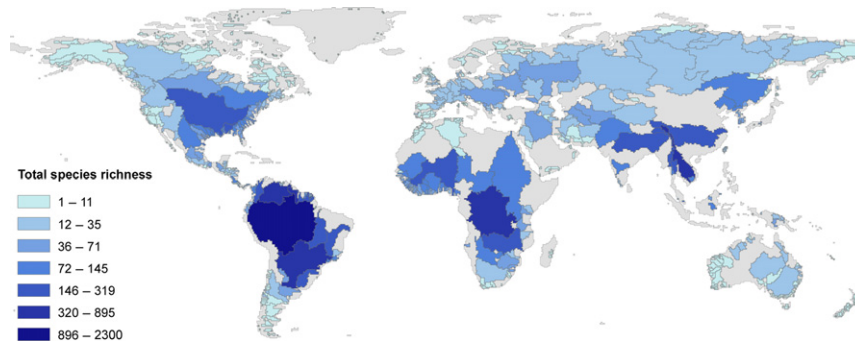 Total species richness
1 – 11
12 – 35
36 – 71
72 – 145
146 – 319
320 – 895
896 – 2300